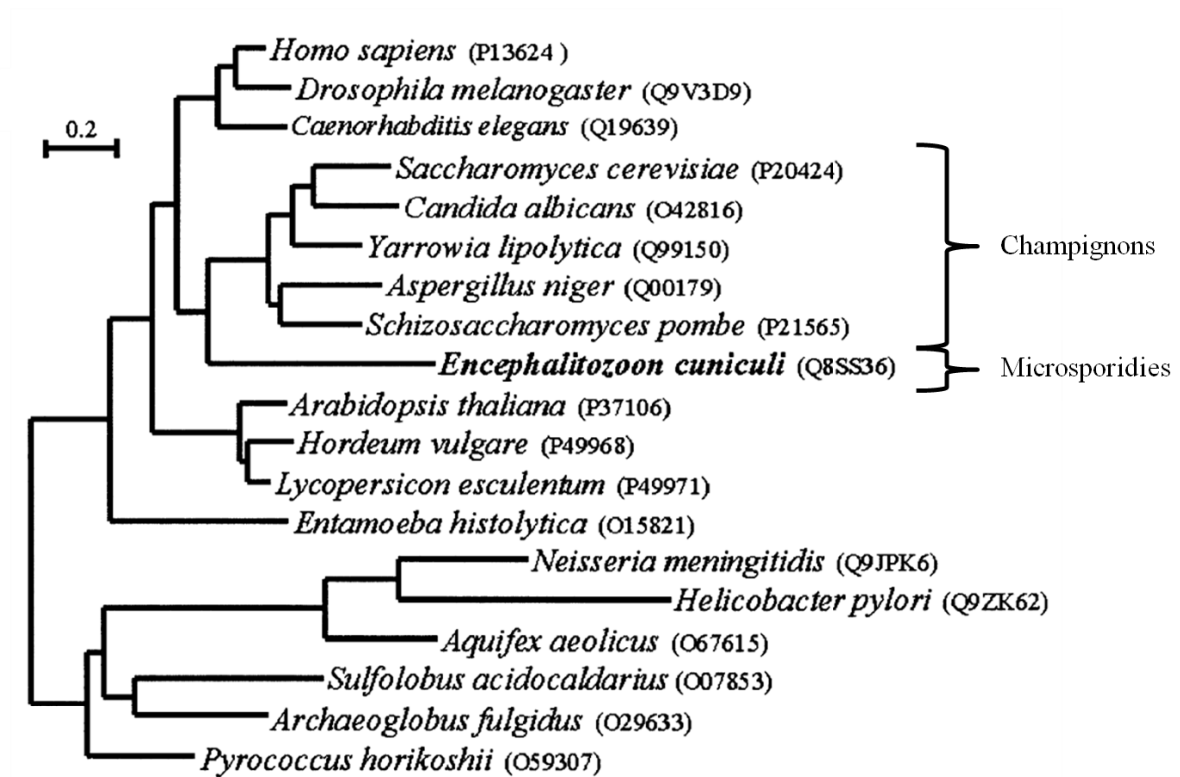 Homo sapiens (P13624 )
Drosophila melanogaster (Q9V3D9)
Caenorhabditis elegans (Q19639)
0.2
Saccharomyces cerevisiae (P20424)
Candida albicans (O42816)
Yarrowia lipolytica (Q99150)
Champignons
Aspergillus niger (Q00179)
Schizosaccharomyces pombe (P21565)
Encephalitozoon cuniculi (Q8SS36)
Microsporidies
Arabidopsis thaliana (P37106)
Hordeum vulgare (P49968)
Lycopersicon esculentum (P49971)
Entamoeba histolytica (O15821)
Neisseria meningitidis (Q9JPK6)
Helicobacter pylori (Q9ZK62)
Aquifex aeolicus (O67615)
Sulfolobus acidocaldarius (O07853)
Archaeoglobus fulgidus (O29633)
Pyrococcus horikoshii (O59307)